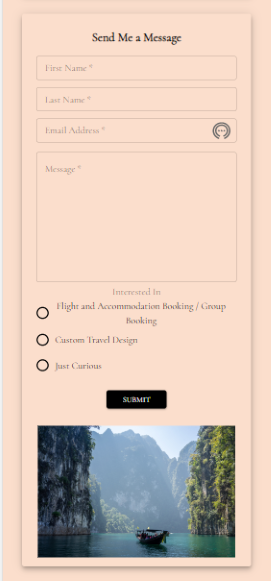 Send Me a Message
First Name *
Last Name *
Email Address *
Message *
Interested In
Flight and Accommodation Booking / Group
Booking
Custom Travel Design
Just Curious
SUBMIT